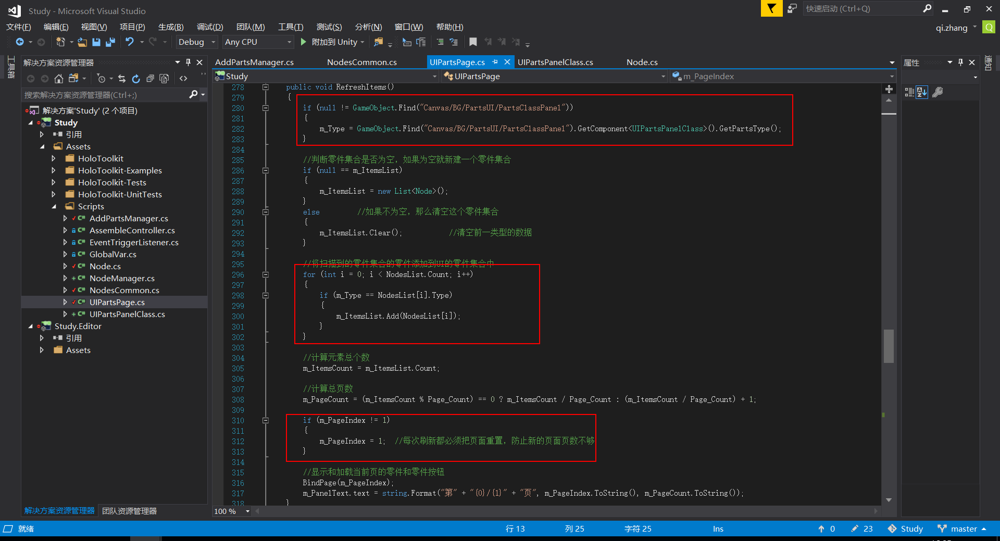 Study - Microsoft Visual Studio
快速启动 (Ctrl+Q)
文件(F) 编辑(E) 视图(V) 项目(P) 生成(B) 调试(D) 团队(M) 工具(T) 测试(S) 分析(N) 窗口(W) 帮助(H)
qi.zhang
Q
Debug
Any CPU
附加到 Unity
工具箱
解决方案资源管理器
搜索解决方案资源管理器(Ctrl+;)
解决方案'Study' (2 个项目)
Study
引用
Assets
HoloToolkit
HoloToolkit-Examples
HoloToolkit-Tests
HoloToolkit-UnitTests
Scripts
C# AddPartsManager.cs
C# AssembleController.cs
C# EventTriggerListener.cs
C# GlobalVar.cs
C# Node.cs
C# NodeManager.cs
C# NodesCommon.cs
C# UIPartsPage.cs
C# UIPartsPanelClass.cs
Study.Editor
引用
Assets
解决方案资源管理器 团队资源管理器
AddPartsManager.cs NodesCommon.cs UIPartsPage.cs UIPartsPanelClass.cs Node.cs
Study UIPartsPage m_PageIndex
278 public void RefreshItems()
279 {
280 if (null != GameObject.Find("Canvas/BG/PartsUI/PartsClassPanel"))
281 {
282 m_Type = GameObject.Find("Canvas/BG/PartsUI/PartsClassPanel").GetComponent<UIPartsPanelClass>().GetPartsType();
283 }
284
285 //判断零件集合是否为空，如果为空就新建一个零件集合
286 if (null == m_ItemsList)
287 {
288 m_ItemsList = new List<Node>();
289 }
290 else //如果不为空，那么清空这个零件集合
291 {
292 m_ItemsList.Clear(); //清空前一类型的数据
293 }
294
295 //将扫描到的零件集合的零件添加到UI的零件集合中
296 for (int i = 0; i < NodesList.Count; i++)
297 {
298 if (m_Type == NodesList[i].Type)
299 {
300 m_ItemsList.Add(NodesList[i]);
301 }
302 }
303
304 //计算元素总个数
305 m_ItemsCount = m_ItemsList.Count;
306
307 //计算总页数
308 m_PageCount = (m_ItemsCount % Page_Count) == 0 ? m_ItemsCount / Page_Count : (m_ItemsCount / Page_Count) + 1;
309
310 if (m_PageIndex != 1)
311 {
312 m_PageIndex = 1; //每次刷新都必须把页面重置，防止新的页面页数不够
313 }
314
315 //显示和加载当前页的零件和零件按钮
316 BindPage(m_PageIndex);
317 m_PanelText.text = string.Format("第" + "{0}/{1}" + "页", m_PageIndex.ToString(), m_PageCount.ToString());
318 }
100 %
属性
通知
就绪
行 13 列 25 字符 25 Ins
0 23 Study master